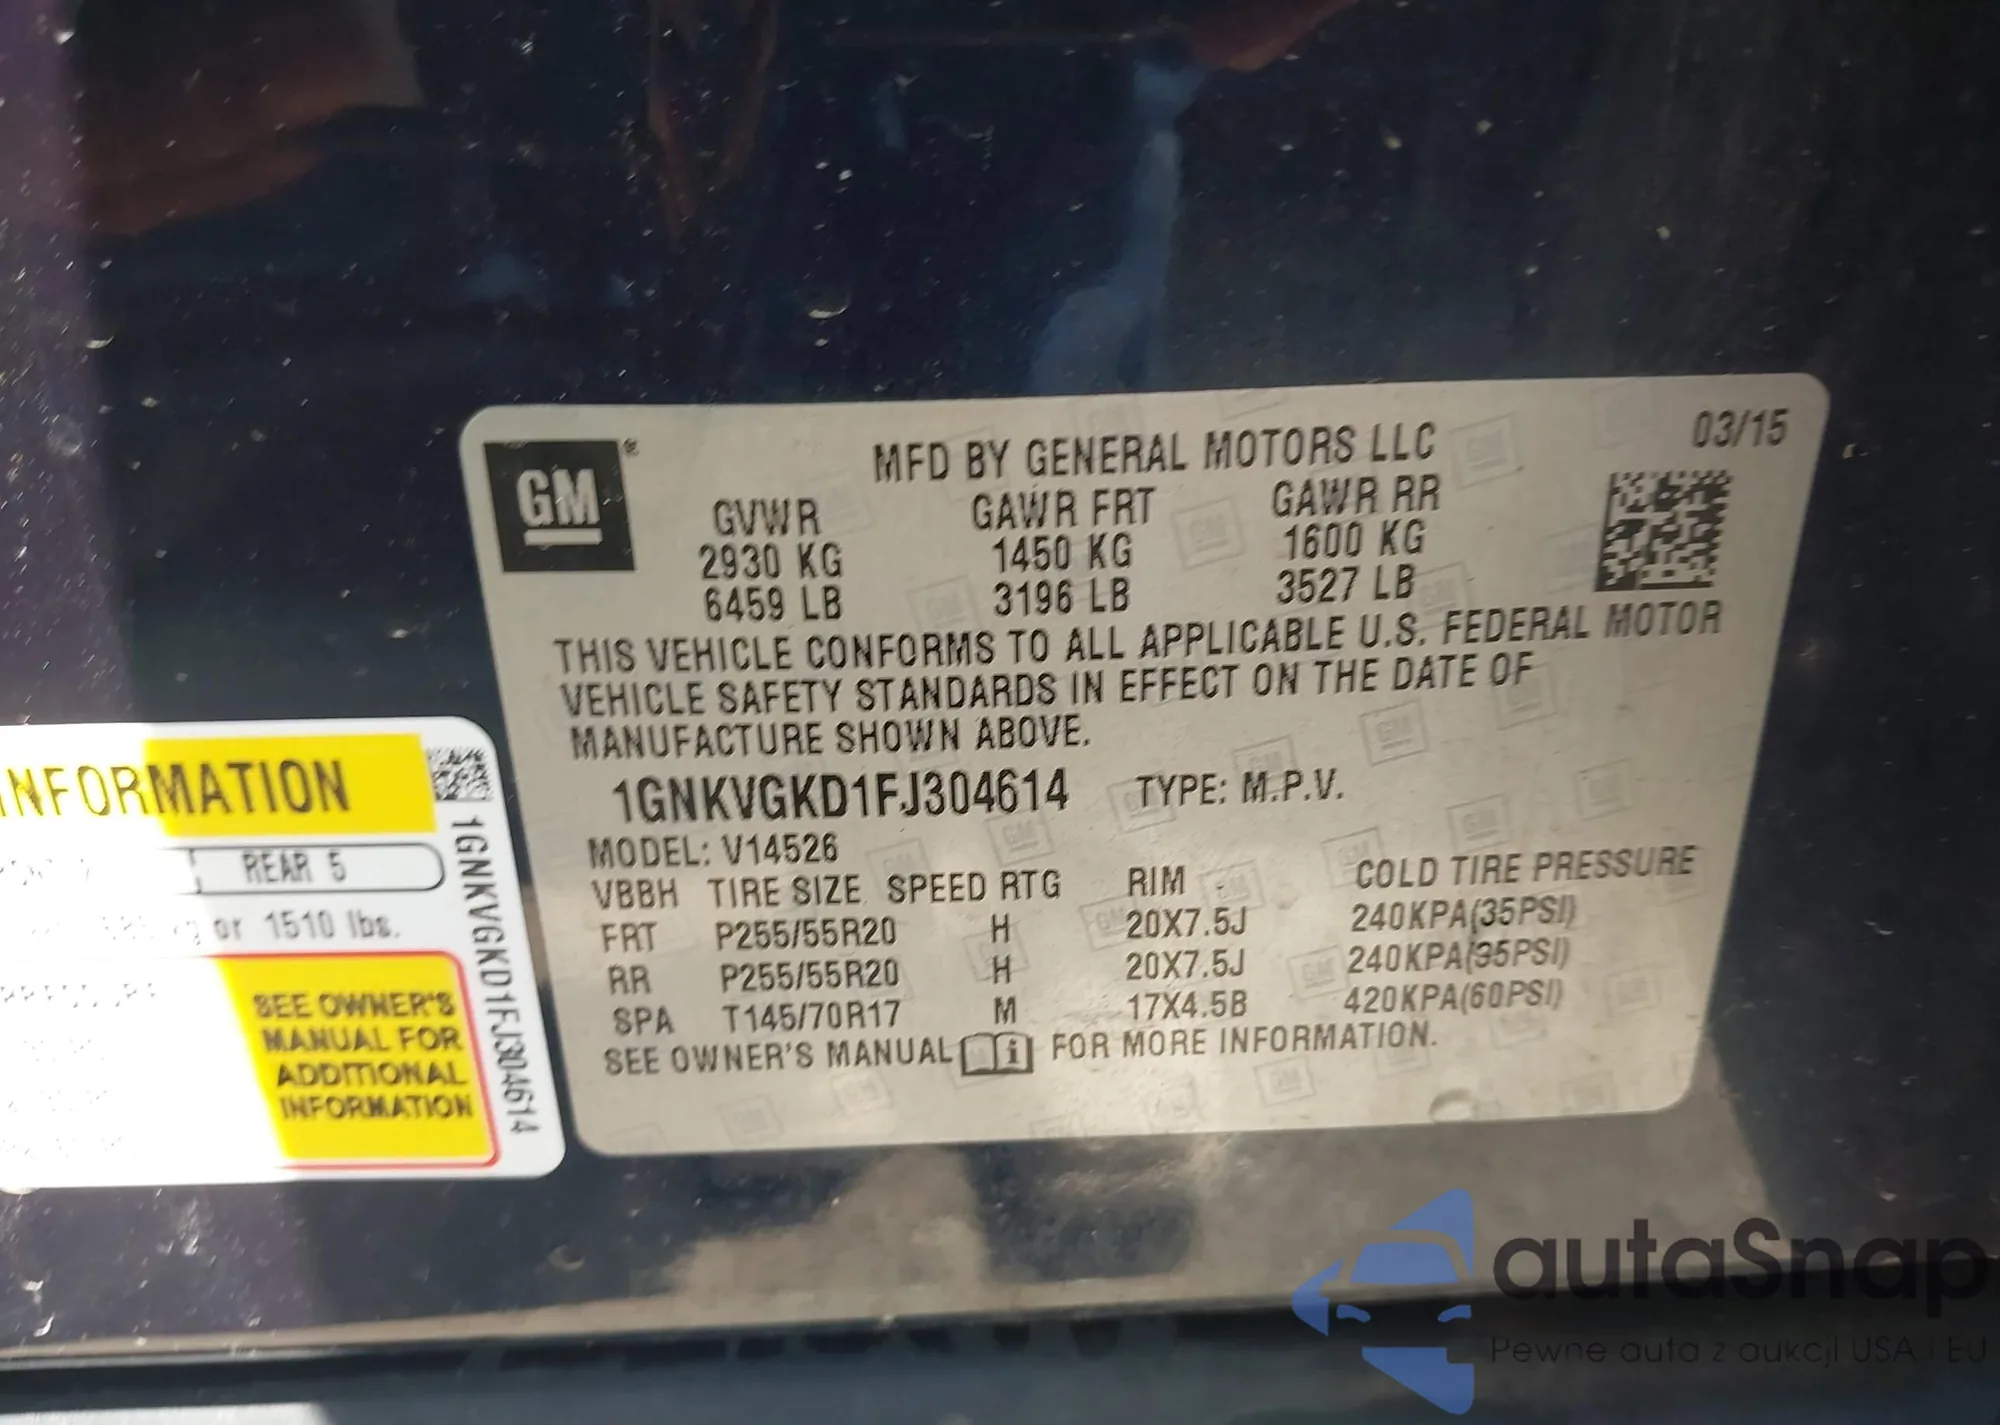 03/15
GM®
MFD BY GENERAL MOTORS LLC
GVWR GAWR FRT GAWR RR
2930 KG 1450 KG 1600 KG
6459 LB 3196 LB 3527 LB
THIS VEHICLE CONFORMS TO ALL APPLICABLE U.S. FEDERAL MOTOR
VEHICLE SAFETY STANDARDS IN EFFECT ON THE DATE OF
MANUFACTURE SHOWN ABOVE.
1GNKVGKD1FJ304614 TYPE: M.P.V.
MODEL: V14526
VBBH TIRE SIZE SPEED RTG RIM COLD TIRE PRESSURE
FRT P255/55R20 H 20X7.5J 240KPA(35PSI)
RR P255/55R20 H 20X7.5J 240KPA(35PSI)
SPA T145/70R17 M 17X4.5B 420KPA(60PSI)
SEE OWNER'S MANUAL FOR MORE INFORMATION.
INFORMATION
REAR 5
or 1510 lbs.
SEE OWNER'S
MANUAL FOR
ADDITIONAL
INFORMATION
1GNKVGKD1FJ304614
autaSnap
Pewne auta z aukcji USA i EU